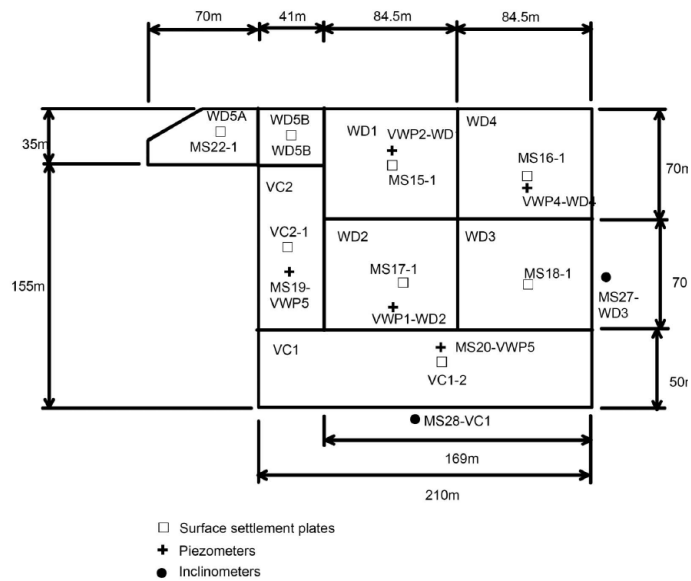 70m
41m
84.5m
84.5m
35m
WD5A
MS22-1
WD5B
WD5B
WD1
VWP2-WD1
MS15-1
WD4
MS16-1
VWP4-WD4
70m
VC2
VC2-1
MS19-
VWP5
WD2
MS17-1
VWP1-WD2
WD3
MS18-1
70
MS27-
WD3
155m
VC1
MS20-VWP5
VC1-2
50m
MS28-VC1
169m
210m
Surface settlement plates
Piezometers
Inclinometers